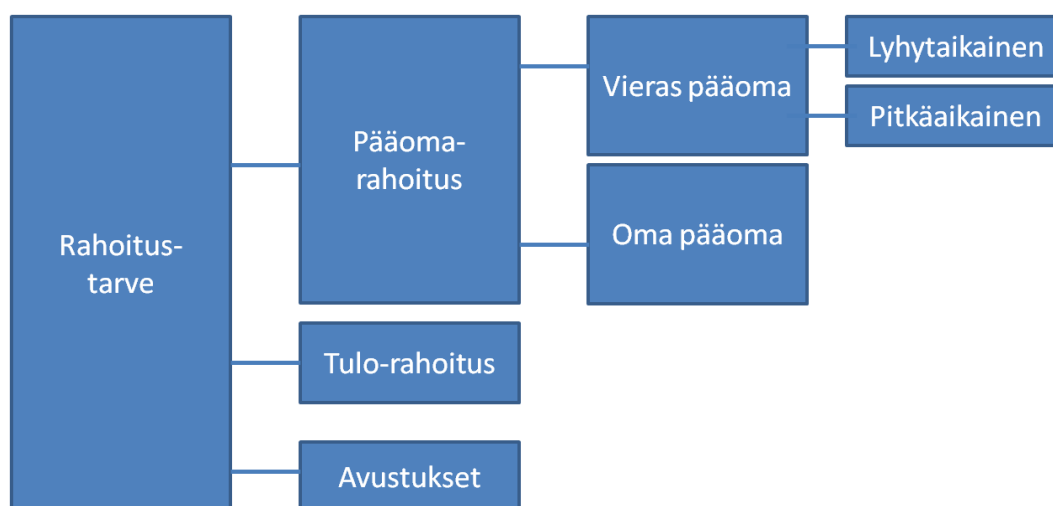 Rahoitus-
tarve
Pääoma-
rahoitus
Vieras pääoma
Lyhytaikainen
Pitkäaikainen
Oma pääoma
Tulo-rahoitus
Avustukset